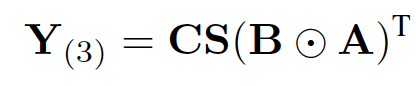 Y₍₃₎ = CS(B ⊙ A)ᵀ